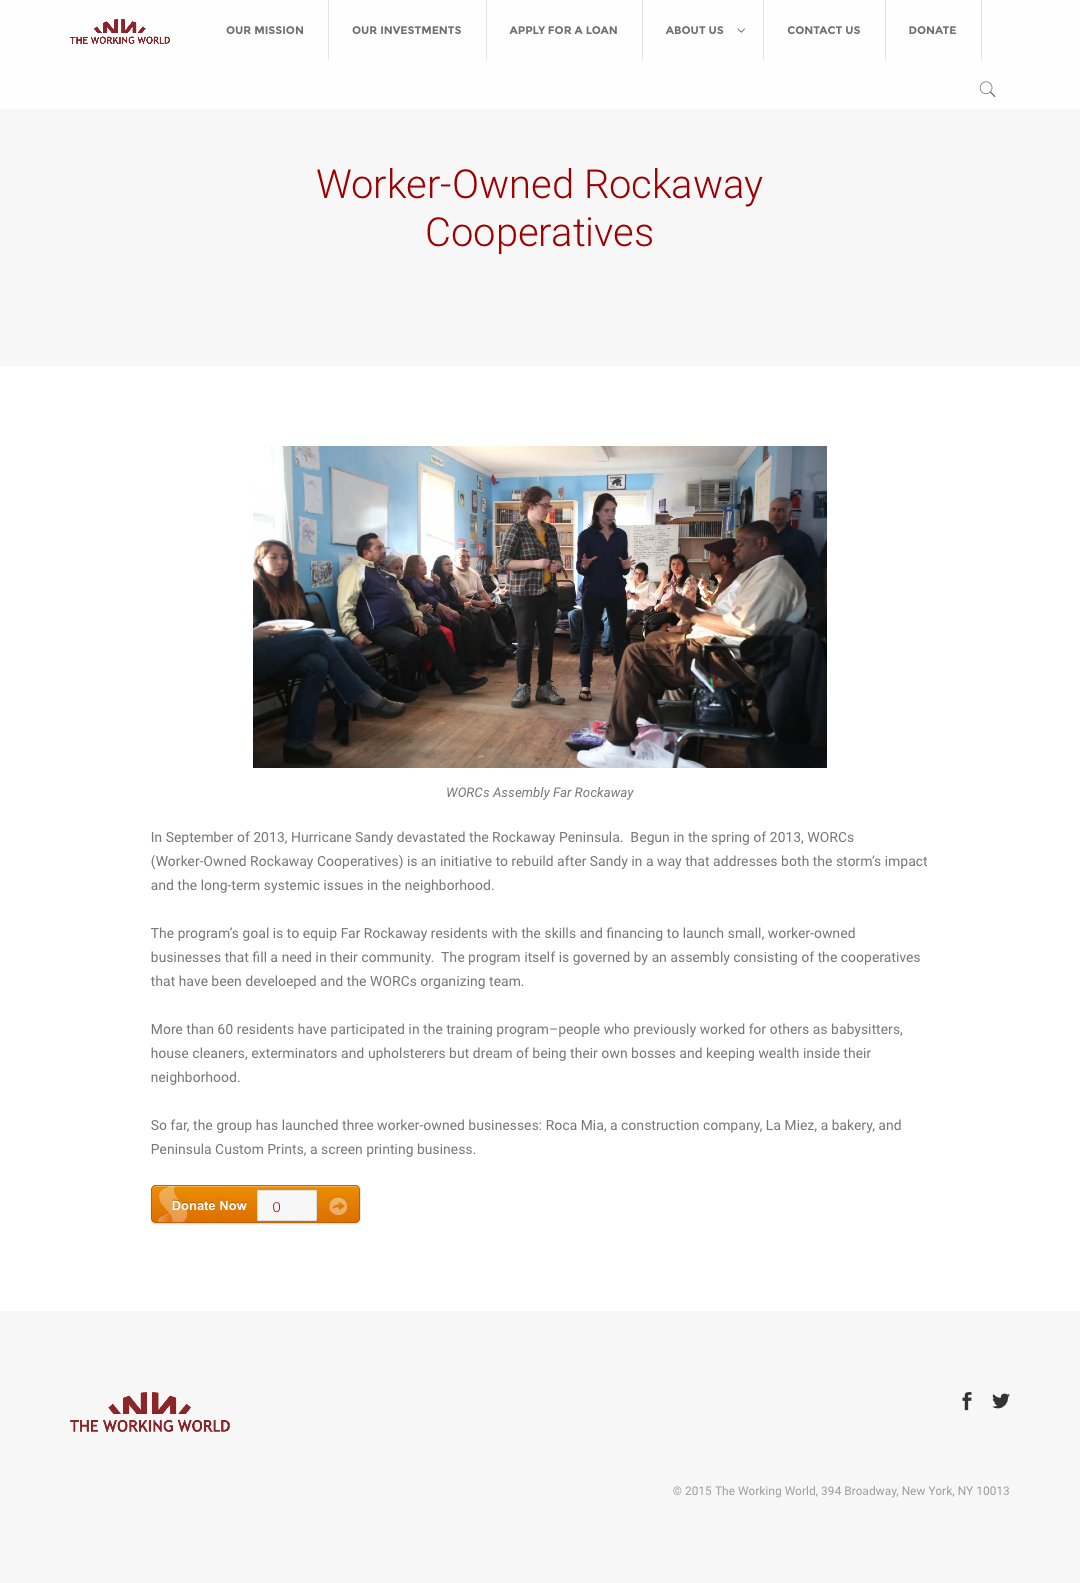 THE WORKING WORLD
OUR MISSION
OUR INVESTMENTS
APPLY FOR A LOAN
ABOUT US
CONTACT US
DONATE
Worker-Owned Rockaway
Cooperatives
WORCs Assembly Far Rockaway
In September of 2013, Hurricane Sandy devastated the Rockaway Peninsula.  Begun in the spring of 2013, WORCs
(Worker-Owned Rockaway Cooperatives) is an initiative to rebuild after Sandy in a way that addresses both the storm’s impact
and the long-term systemic issues in the neighborhood.
The program’s goal is to equip Far Rockaway residents with the skills and financing to launch small, worker-owned
businesses that fill a need in their community.  The program itself is governed by an assembly consisting of the cooperatives
that have been develoeped and the WORCs organizing team.
More than 60 residents have participated in the training program–people who previously worked for others as babysitters,
house cleaners, exterminators and upholsterers but dream of being their own bosses and keeping wealth inside their
neighborhood.
So far, the group has launched three worker-owned businesses: Roca Mia, a construction company, La Miez, a bakery, and
Peninsula Custom Prints, a screen printing business.
Donate Now 0
THE WORKING WORLD
© 2015 The Working World, 394 Broadway, New York, NY 10013